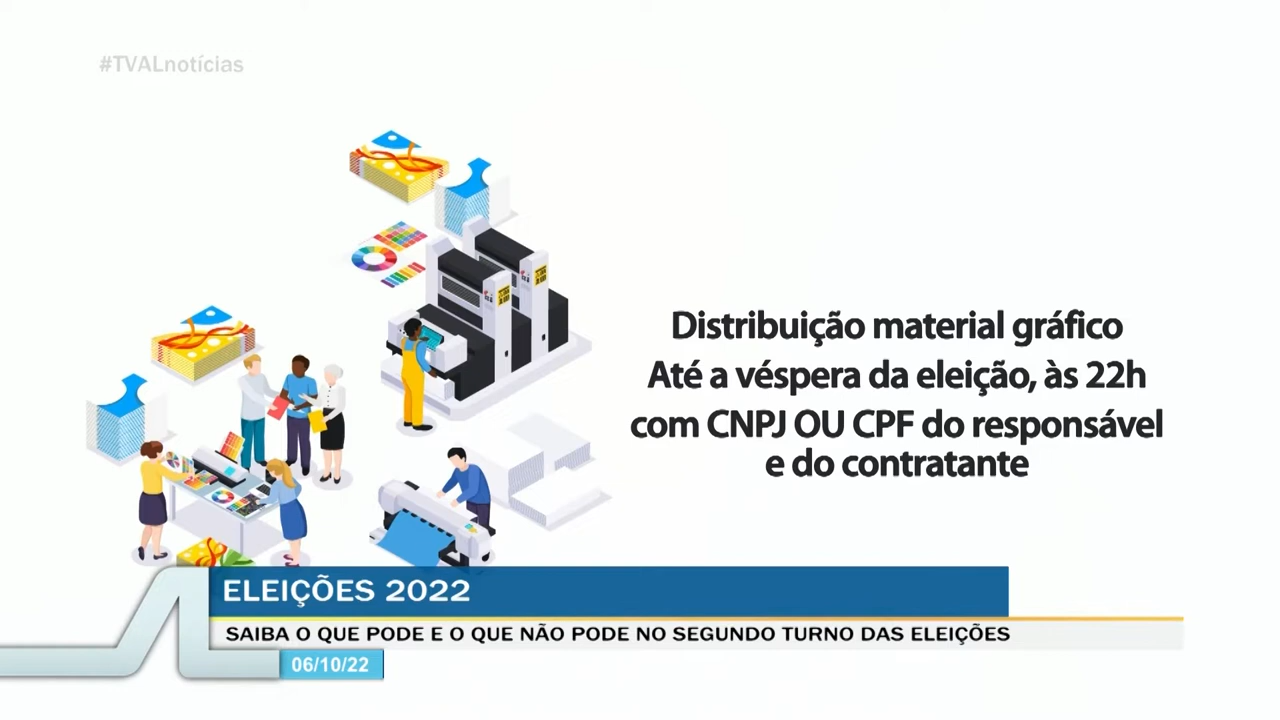 #TVALnotícias
Distribuição material gráfico
Até a véspera da eleição, às 22h
com CNPJ OU CPF do responsável
e do contratante
ELEIÇÕES 2022
SAIBA O QUE PODE E O QUE NÃO PODE NO SEGUNDO TURNO DAS ELEIÇÕES
06/10/22